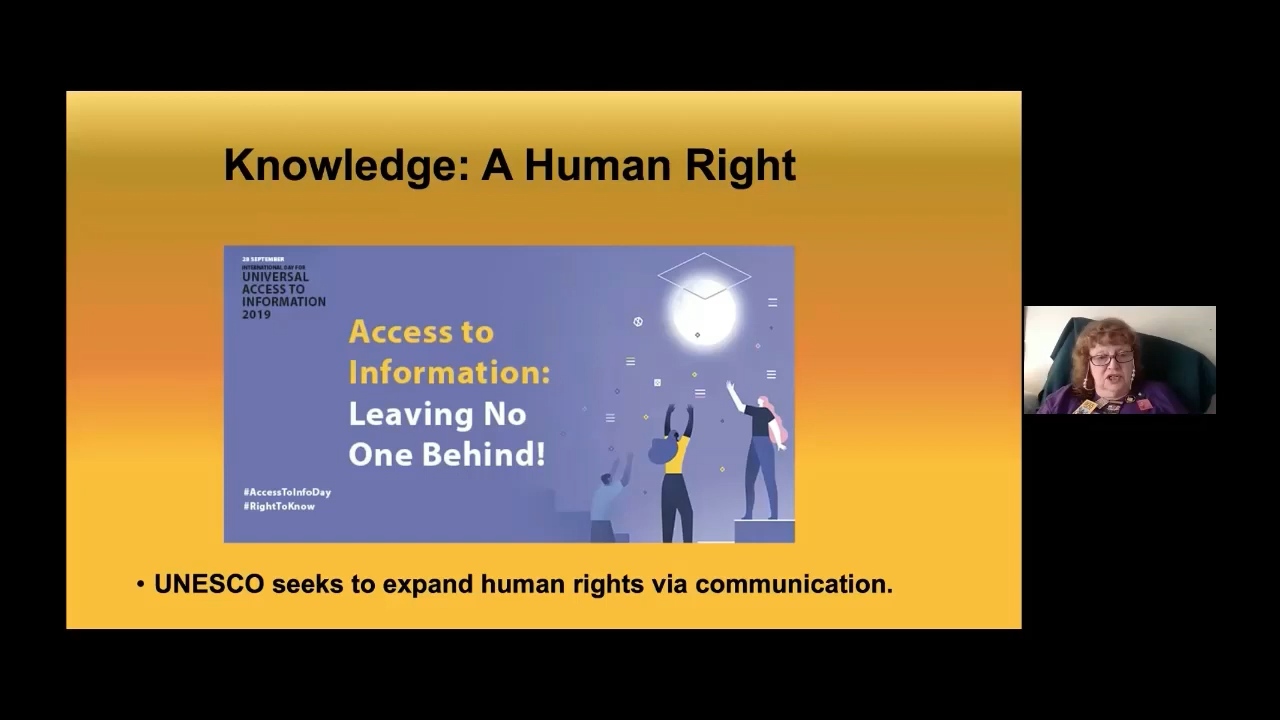 Knowledge: A Human Right
28 SEPTEMBER
INTERNATIONAL DAY FOR
UNIVERSAL
ACCESS TO
INFORMATION
2019
Access to
Information:
Leaving No
One Behind!
#AccessToInfoDay
#RightToKnow
• UNESCO seeks to expand human rights via communication.